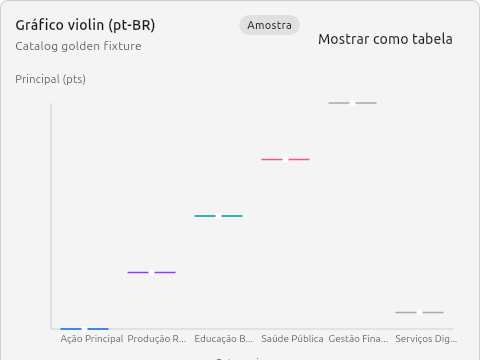 Gráfico violin (pt-BR)
Amostra
Mostrar como tabela
Catalog golden fixture
Principal (pts)
Ação Principal
Produção R...
Educação B...
Saúde Pública
Gestão Fina...
Serviços Dig...